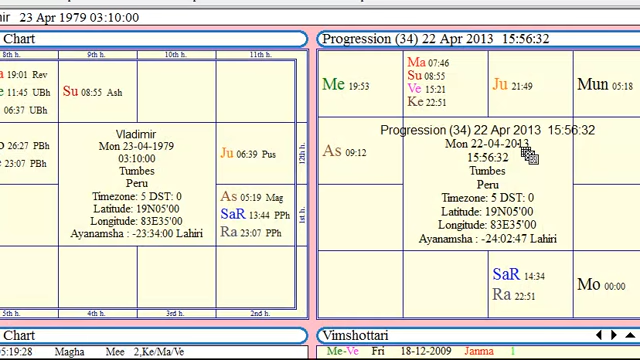 nir 23 Apr 1979 03:10:00
Chart
Progression (34) 22 Apr 2013 15:56:32
8th h. 9th h. 10th h. 11th h.
a 19:01 Rev
e 11:45 UBh
06:37 UBh
Su 08:55 Ash
26:27 PBh
23:07 PBh
Vladimir
Mon 23-04-1979
03:10:00
Tumbes
Peru
Timezone: 5 DST: 0
Latitude: 19N05'00
Longitude: 83E35'00
Ayanamsha : -23:34:00 Lahiri
Ju 06:39 Pus
12th h.
As 05:19 Mag
SaR 13:44 PPh
Ra 23:07 PPh
1st h.
5th h. 4th h. 3rd h. 2nd h.
Me 19:53
Ma 07:46
Su 08:55
Ve 15:21
Ke 22:51
Ju 21:49
Mun 05:18
As 09:12
Progression (34) 22 Apr 2013 15:56:32
Mon 22-04-2013
15:56:32
Tumbes
Peru
Timezone: 5 DST: 0
Latitude: 19N05'00
Longitude: 83E35'00
Ayanamsha : -24:02:47 Lahiri
SaR 14:34
Ra 22:51
Mo 00:00
Chart
Vimshottari
05:19:28 Magha Mee 2,Ke/Ma/Ve
Me-Ve Fri 18-12-2009 Janma 1